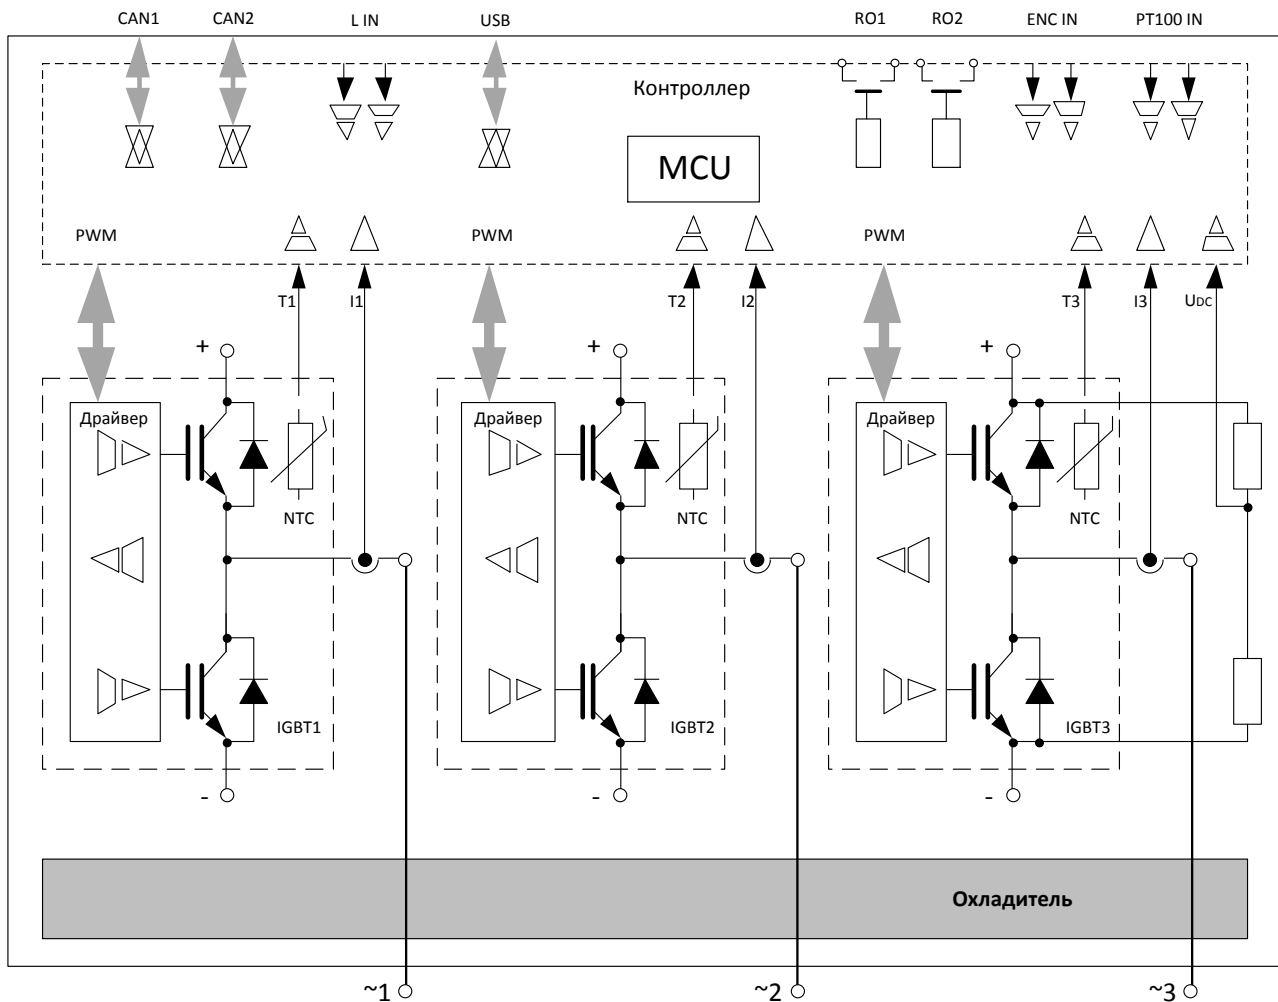 CAN1 CAN2 L IN USB RO1 RO2 ENC IN PT100 IN
Контроллер
MCU
PWM PWM PWM
T1 I1 T2 I2 T3 I3 UDC
+ + +
Драйвер Драйвер Драйвер
NTC NTC NTC
IGBT1 IGBT2 IGBT3
- - -
Охладитель
~1 ~2 ~3